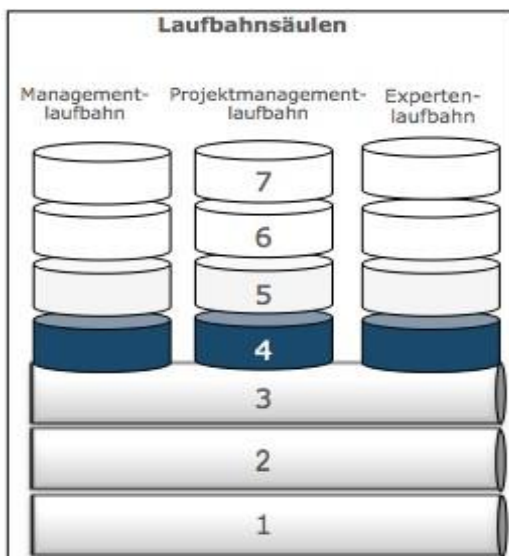 Laufbahnsäulen
Management-
laufbahn
Projektmanagement-
laufbahn
Experten-
laufbahn
7
6
5
4
3
2
1